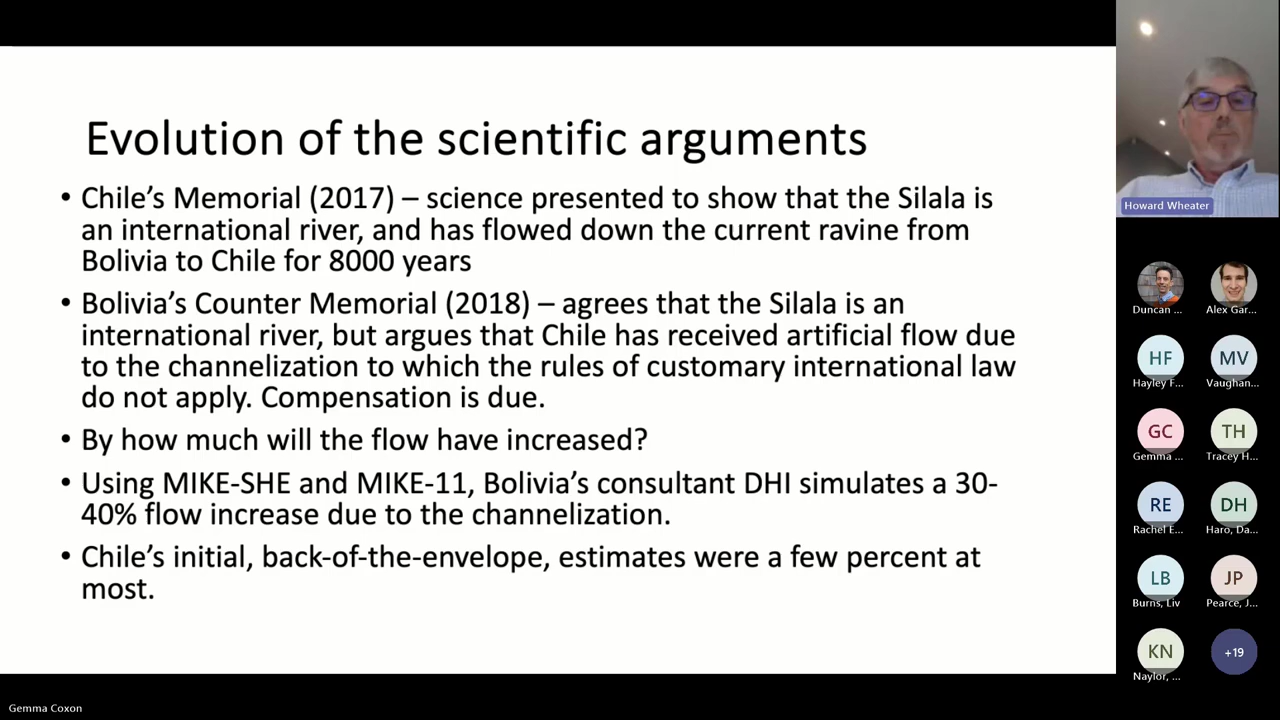 Evolution of the scientific arguments
• Chile’s Memorial (2017) – science presented to show that the Silala is
an international river, and has flowed down the current ravine from
Bolivia to Chile for 8000 years
• Bolivia’s Counter Memorial (2018) – agrees that the Silala is an
international river, but argues that Chile has received artificial flow due
to the channelization to which the rules of customary international law
do not apply. Compensation is due.
• By how much will the flow have increased?
• Using MIKE-SHE and MIKE-11, Bolivia’s consultant DHI simulates a 30-
40% flow increase due to the channelization.
• Chile’s initial, back-of-the-envelope, estimates were a few percent at
most.
Howard Wheater
Duncan ...
Alex Gar...
HF
MV
Hayley F...
Vaughan...
GC
TH
Gemma ...
Tracey H...
RE
DH
Rachel E...
Haro, Da...
LB
JP
Burns, Liv
Pearce, J...
KN
+19
Naylor, ...
Gemma Coxon